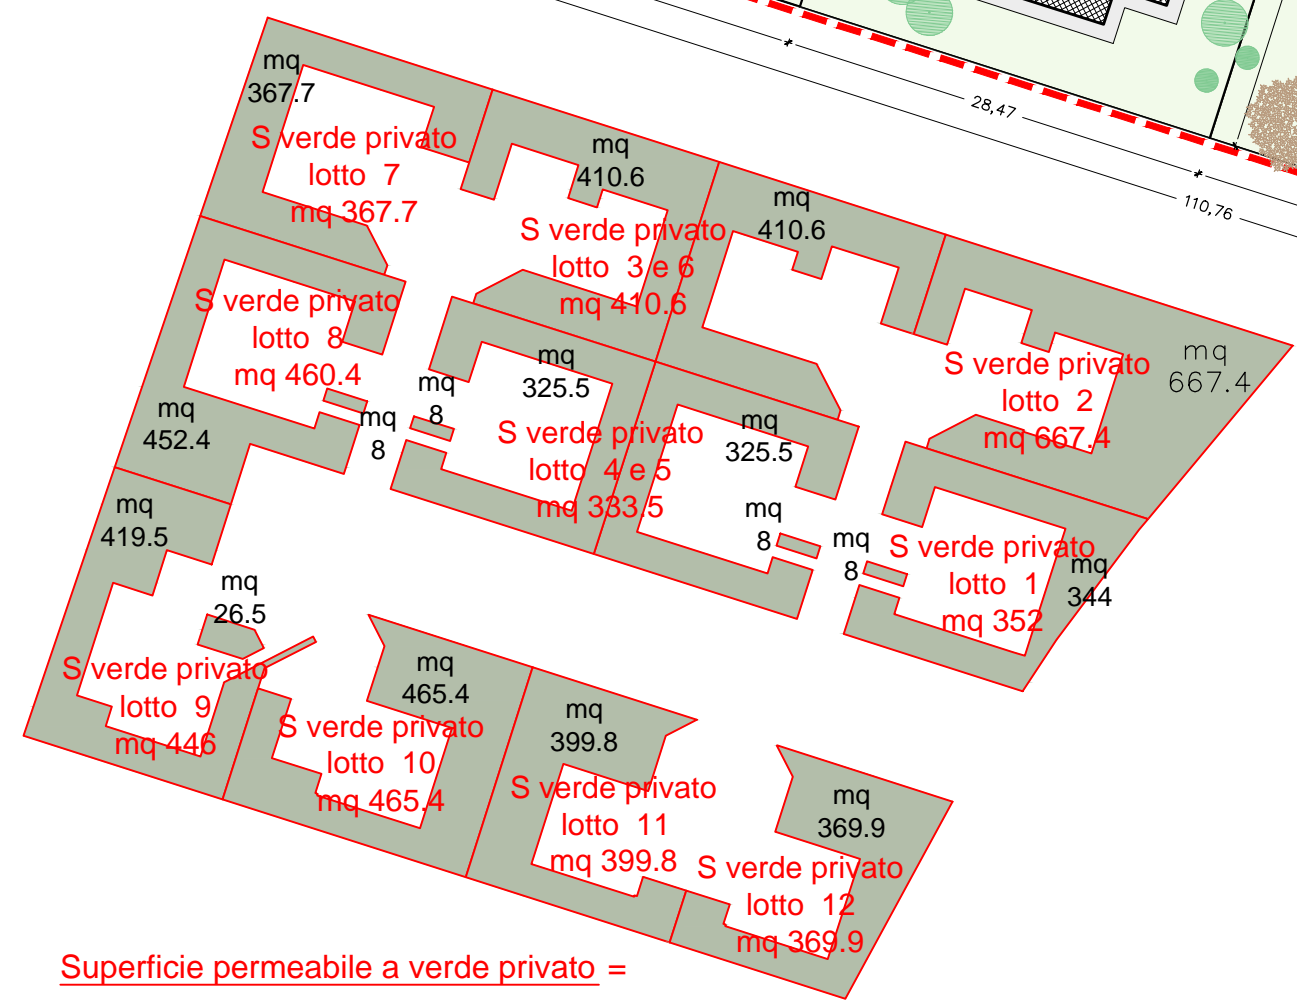 28,47
110,76
mq
367.7
S verde privato
lotto 7
mq 367.7
mq
410.6
S verde privato
lotto 3 e 6
mq 410.6
mq
410.6
S verde privato
lotto 8
mq 460.4
mq
452.4
mq
8
mq
8
mq
325.5
S verde privato
lotto 4 e 5
mq 333.5
mq
325.5
S verde privato
lotto 2
mq 667.4
mq
667.4
mq
8
mq
8
S verde privato
lotto 1
mq 352
mq
344
mq
419.5
mq
26.5
S verde privato
lotto 9
mq 446
mq
465.4
S verde privato
lotto 10
mq 465.4
mq
399.8
S verde privato
lotto 11
mq 399.8
mq
369.9
S verde privato
lotto 12
mq 369.9
Superficie permeabile a verde privato =